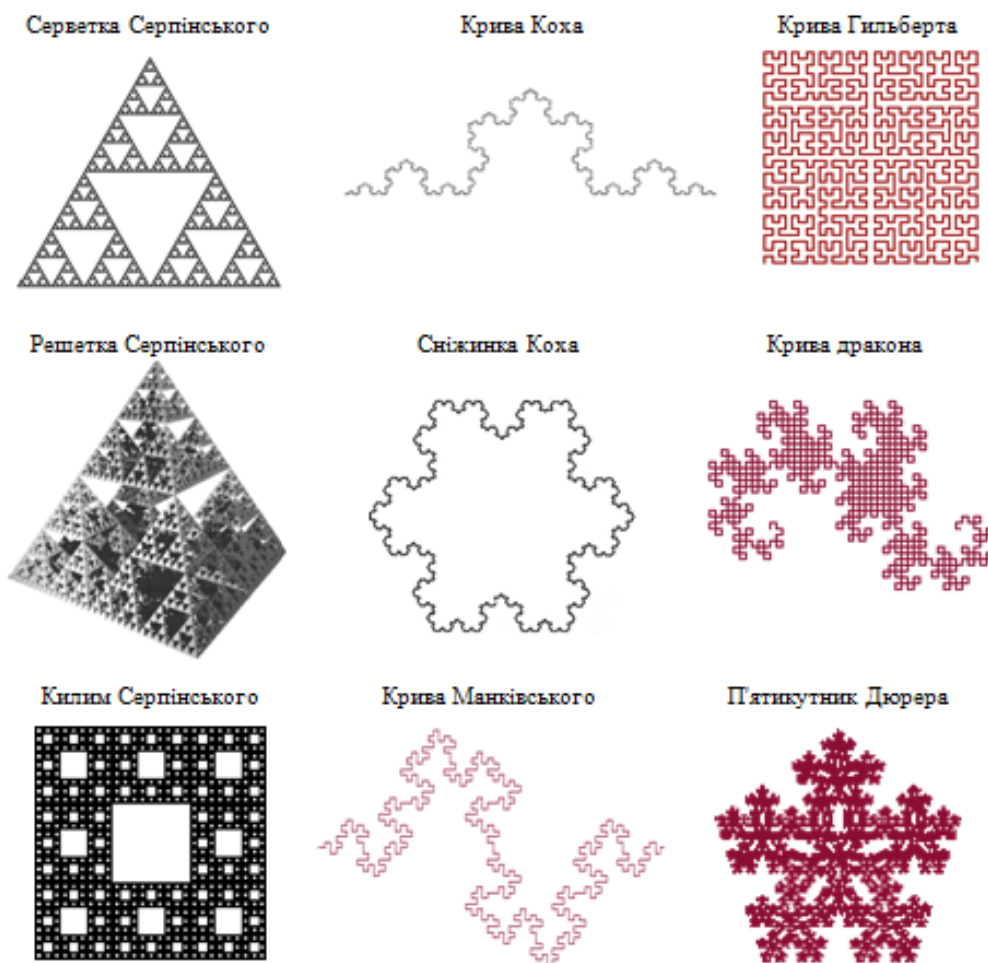 Серветка Серпінського
Крива Коха
Крива Гильберта
Решетка Серпінського
Сніжинка Коха
Крива дракона
Килим Серпінського
Крива Манківського
П'ятикутник Дюрера